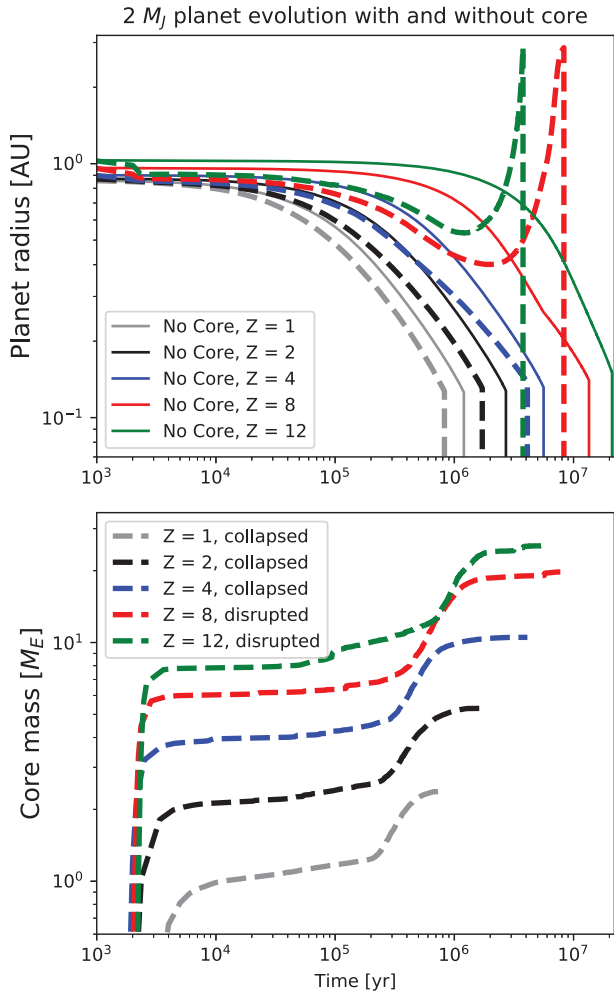 2 M_J planet evolution with and without core
Planet radius [AU]
10^0
10^{-1}
No Core, Z = 1
No Core, Z = 2
No Core, Z = 4
No Core, Z = 8
No Core, Z = 12
10^3 10^4 10^5 10^6 10^7
Core mass [M_E]
10^1
10^0
Z = 1, collapsed
Z = 2, collapsed
Z = 4, collapsed
Z = 8, disrupted
Z = 12, disrupted
10^3 10^4 10^5 10^6 10^7
Time [yr]